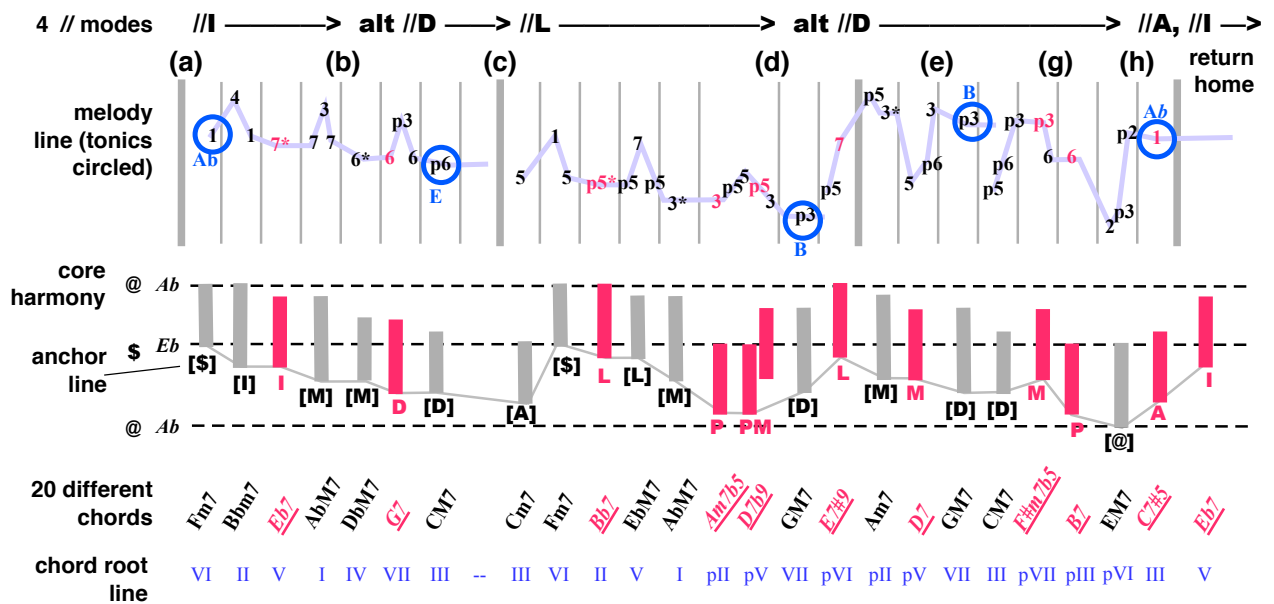 4 // modes //I alt //D //L alt //D //A, //I
return
home
(a) (b) (c) (d) (e) (g) (h)
melody
line (tonics
circled)
1 4 1 7* 7 3 7 6* 6 p3 6 p6 5 1 5 p5* p5 7 p5 3* 3 p5 5 p5 3 p3 p5 7 p5 3* 5 p6 3 p3 p5 p6 p3 p3 6 6 2 p3 p2 1
Ab E B B Ab
core
harmony
@ Ab
$ Eb
anchor
line
@ Ab
[$] [I] I [M] [M] D [D] [A] [$] L [L] [M] P P M [D] L [M] M [D] [D] M P [@] A I
20 different
chords
Fm7 Bbm7 Eb7 AbM7 DbM7 G7 CM7 Cm7 Fm7 Bb7 EbM7 AbM7 Am7b5 D7b9 GM7 E7#9 Am7 D7 GM7 CM7 F#m7b5 B7 EM7 C7#5 Eb7
chord root
line
VI II V I IV VII III -- III VI II V I pII pV VII pVI pII pV VII III pVII pIII pVI III V